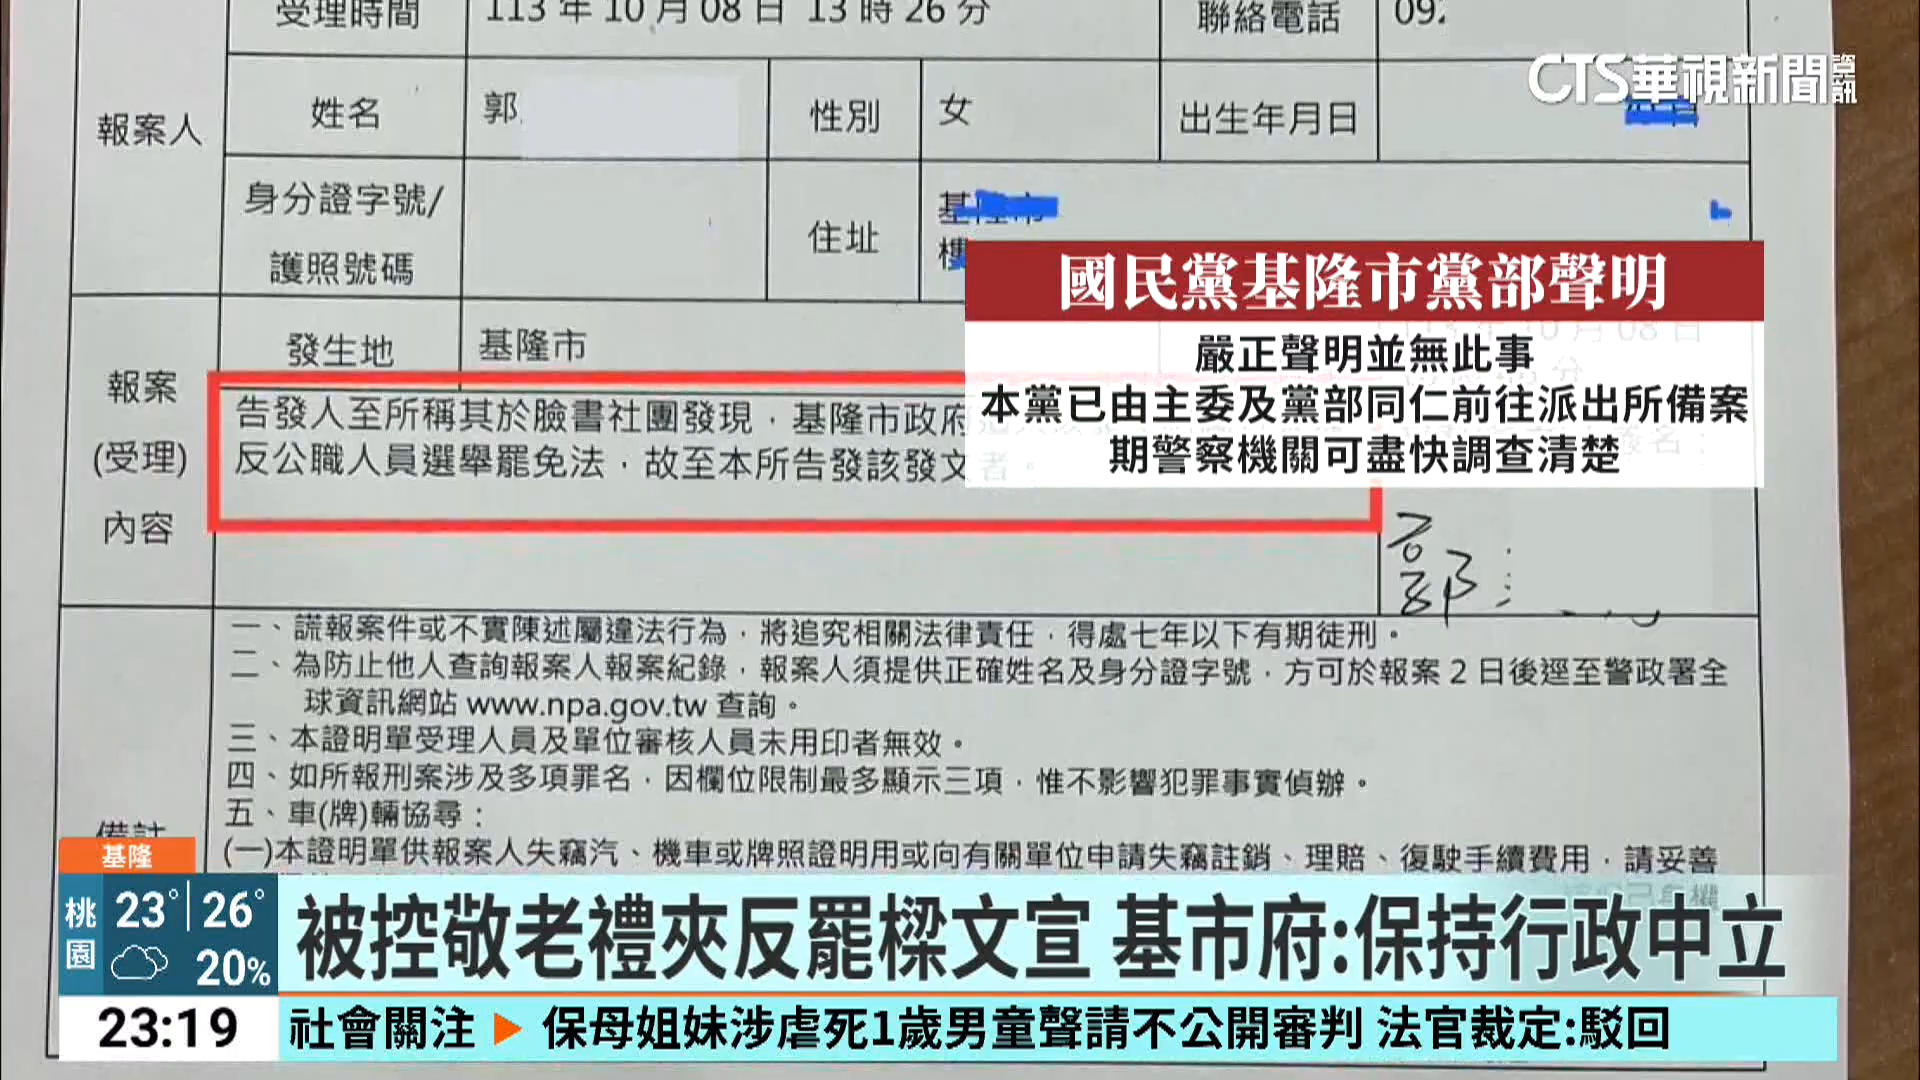 受理時間 113 年 10 月 08 日 13 時 26 分 聯絡電話 092
CTS華視新聞資訊
報案人 姓名 郭 性別 女 出生年月日
身分證字號/
護照號碼
住址 基隆市
樓
國民黨基隆市黨部聲明
嚴正聲明並無此事
本黨已由主委及黨部同仁前往派出所備案
期警察機關可盡快調查清楚
報案
(受理)
內容
發生地 基隆市
告發人至所稱其於臉書社團發現，基隆市政府
反公職人員選舉罷免法，故至本所告發該發文者。
郭
一、謊報案件或不實陳述屬違法行為，將追究相關法律責任，得處七年以下有期徒刑。
二、為防止他人查詢報案人報案紀錄，報案人須提供正確姓名及身分證字號，方可於報案 2 日後逕至警政署全
球資訊網站 www.npa.gov.tw 查詢。
三、本證明單受理人員及單位審核人員未用印者無效。
四、如所報刑案涉及多項罪名，因欄位限制最多顯示三項，惟不影響犯罪事實偵辦。
五、車(牌)輛協尋：
(一)本證明單供報案人失竊汽、機車或牌照證明用或向有關單位申請失竊註銷、理賠、復駛手續費用，請妥善
備註
基隆
桃園 23° 26°
20%
被控敬老禮夾反罷樑文宣 基市府:保持行政中立
23:19
社會關注 ▶ 保母姐妹涉虐死1歲男童聲請不公開審判 法官裁定:駁回